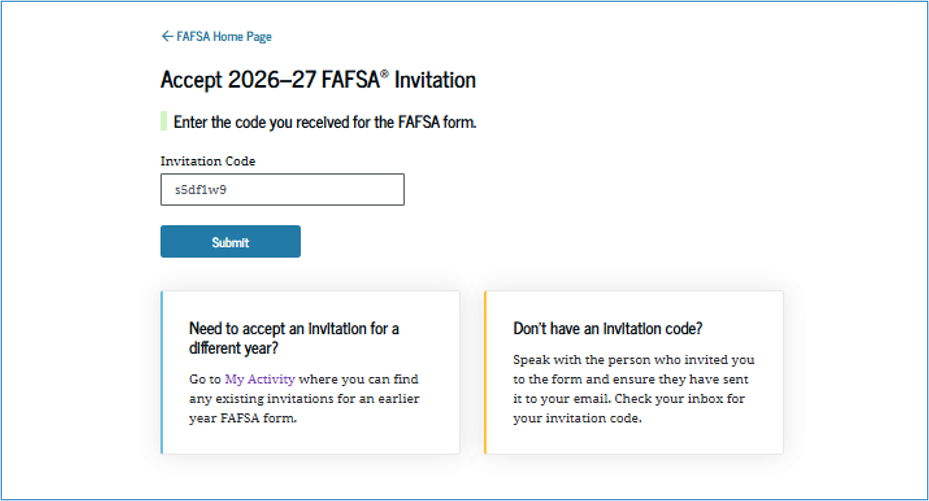 ← FAFSA Home Page
Accept 2026–27 FAFSA® Invitation
Enter the code you received for the FAFSA form.
Invitation Code
s5df1w9
Submit
Need to accept an invitation for a
different year?
Go to My Activity where you can find
any existing invitations for an earlier
year FAFSA form.
Don't have an invitation code?
Speak with the person who invited you
to the form and ensure they have sent
it to your email. Check your inbox for
your invitation code.